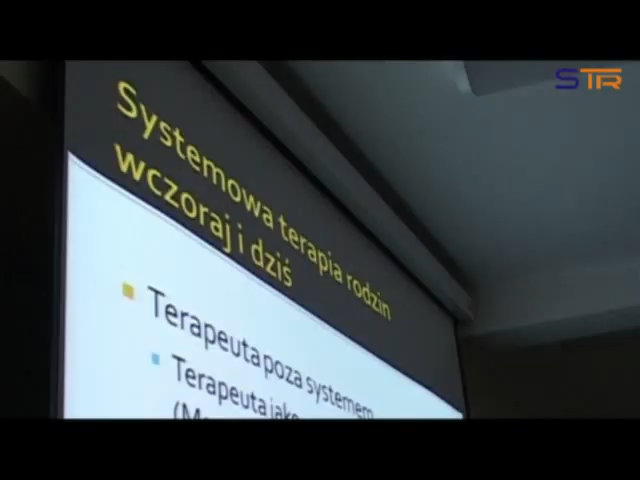 STR
Systemowa terapia rodzin
wczoraj i dziś
Terapeuta poza systemem
Terapeuta jako